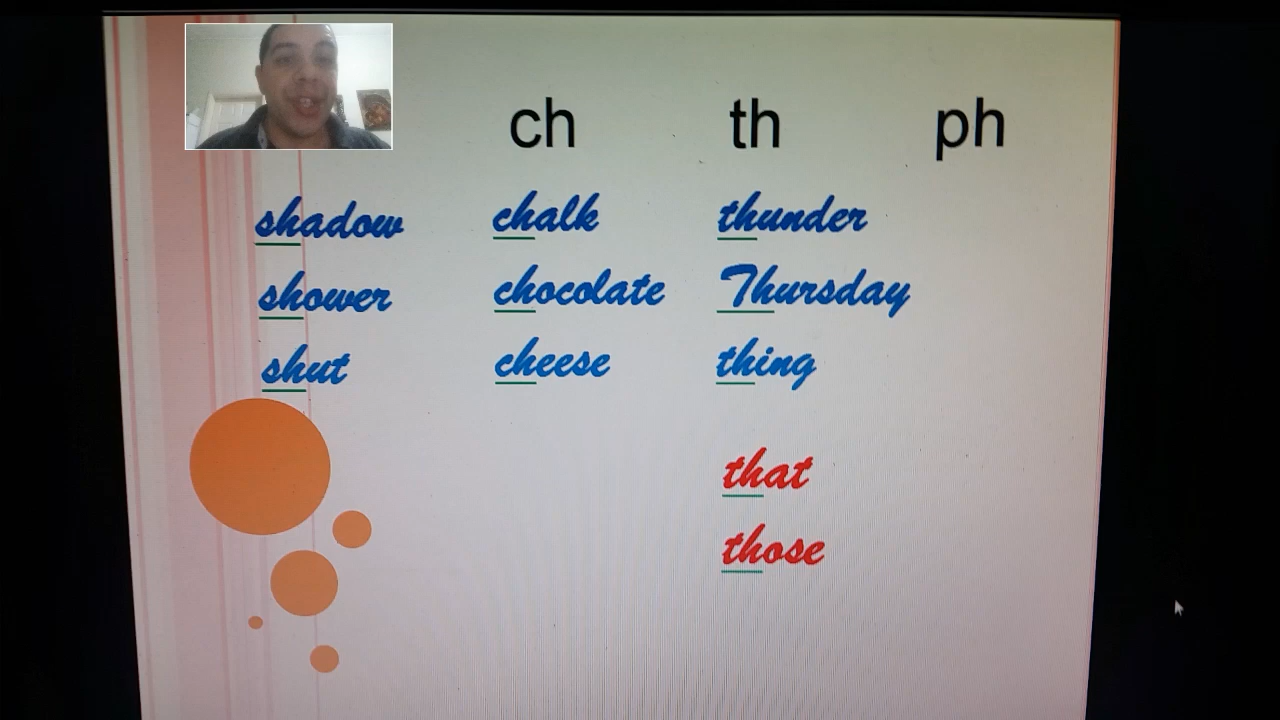 ch th ph
shadow chalk thunder
shower chocolate Thursday
shut cheese thing
that
those